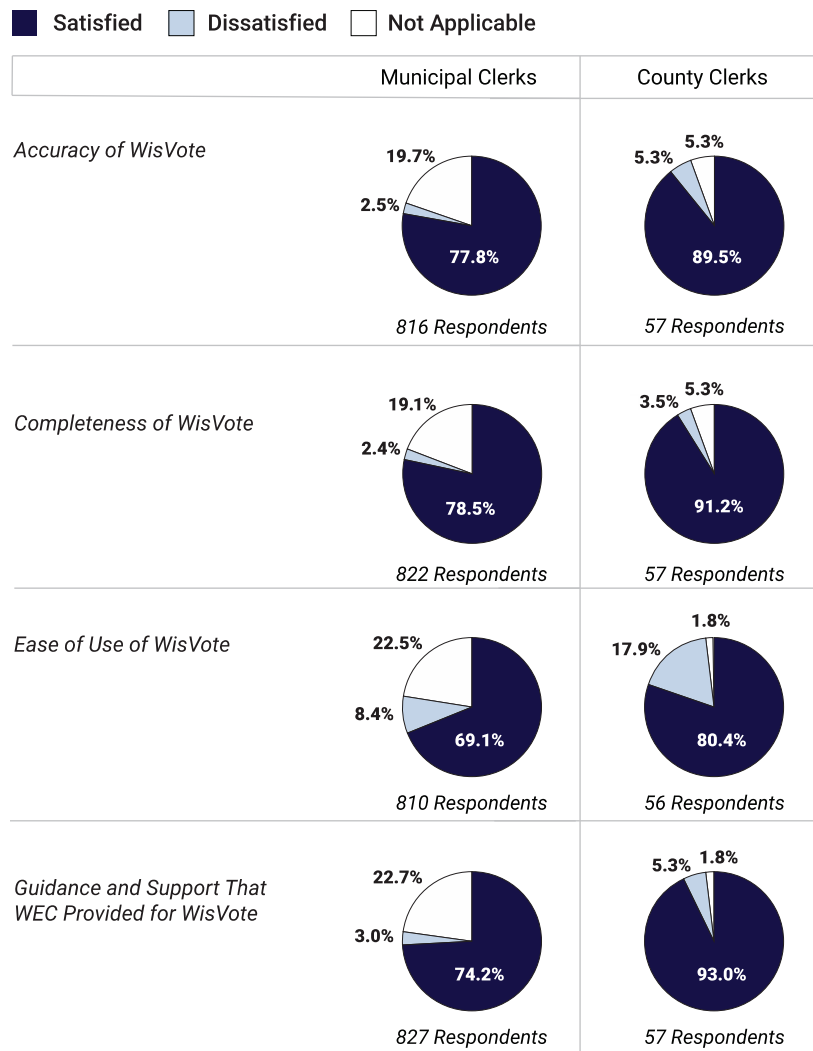 Satisfied Dissatisfied Not Applicable
Municipal Clerks County Clerks
Accuracy of WisVote
19.7%
2.5%
77.8%
816 Respondents
5.3%
5.3%
89.5%
57 Respondents
Completeness of WisVote
19.1%
2.4%
78.5%
822 Respondents
5.3%
3.5%
91.2%
57 Respondents
Ease of Use of WisVote
22.5%
8.4%
69.1%
810 Respondents
1.8%
17.9%
80.4%
56 Respondents
Guidance and Support That
WEC Provided for WisVote
22.7%
3.0%
74.2%
827 Respondents
1.8%
5.3%
93.0%
57 Respondents